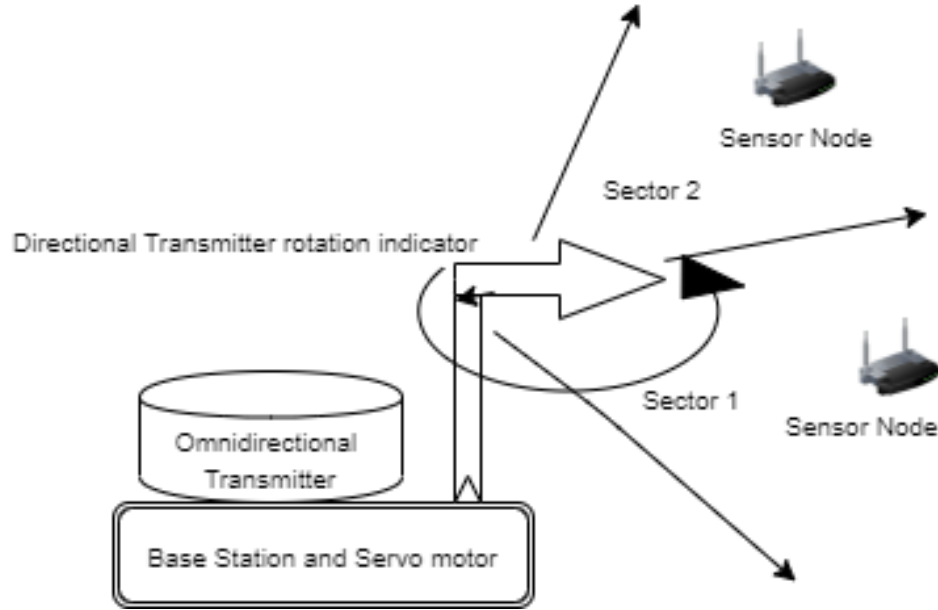 Sensor Node
Sector 2
Directional Transmitter rotation indicator
Sector 1
Sensor Node
Omnidirectional
Transmitter
Base Station and Servo motor